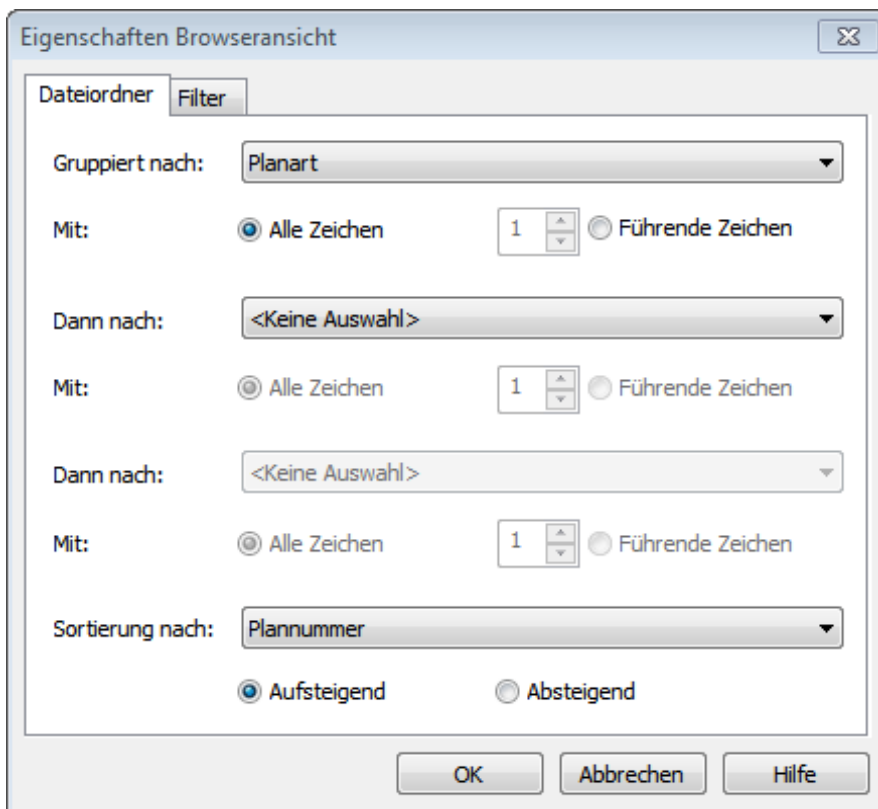 Eigenschaften Browseransicht
Dateiordner Filter
Gruppiert nach: Planart
Mit: Alle Zeichen 1 Führende Zeichen
Dann nach: <Keine Auswahl>
Mit: Alle Zeichen 1 Führende Zeichen
Dann nach: <Keine Auswahl>
Mit: Alle Zeichen 1 Führende Zeichen
Sortierung nach: Plannummer
Aufsteigend Absteigend
OK Abbrechen Hilfe